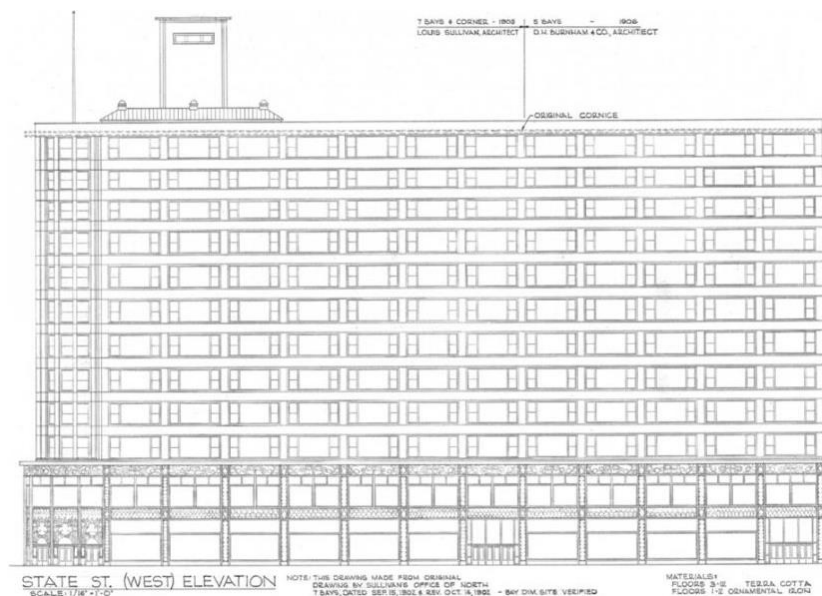 7 BAYS & CORNER - 1903 | 5 BAYS - 1906
LOUIS SULLIVAN, ARCHITECT | D.H. BURNHAM & CO., ARCHITECT
ORIGINAL CORNICE
STATE ST. (WEST) ELEVATION
SCALE: 1/16" = 1'-0"
NOTE: THIS DRAWING MADE FROM ORIGINAL
DRAWING BY SULLIVAN'S OFFICE OF NORTH
7 BAYS, DATED SEP. 15, 1902 & REV. OCT. 14, 1902 - BAY DIM. SITE VERIFIED
MATERIALS:
FLOORS 3-12 TERRA COTTA
FLOORS 1-2 ORNAMENTAL IRON